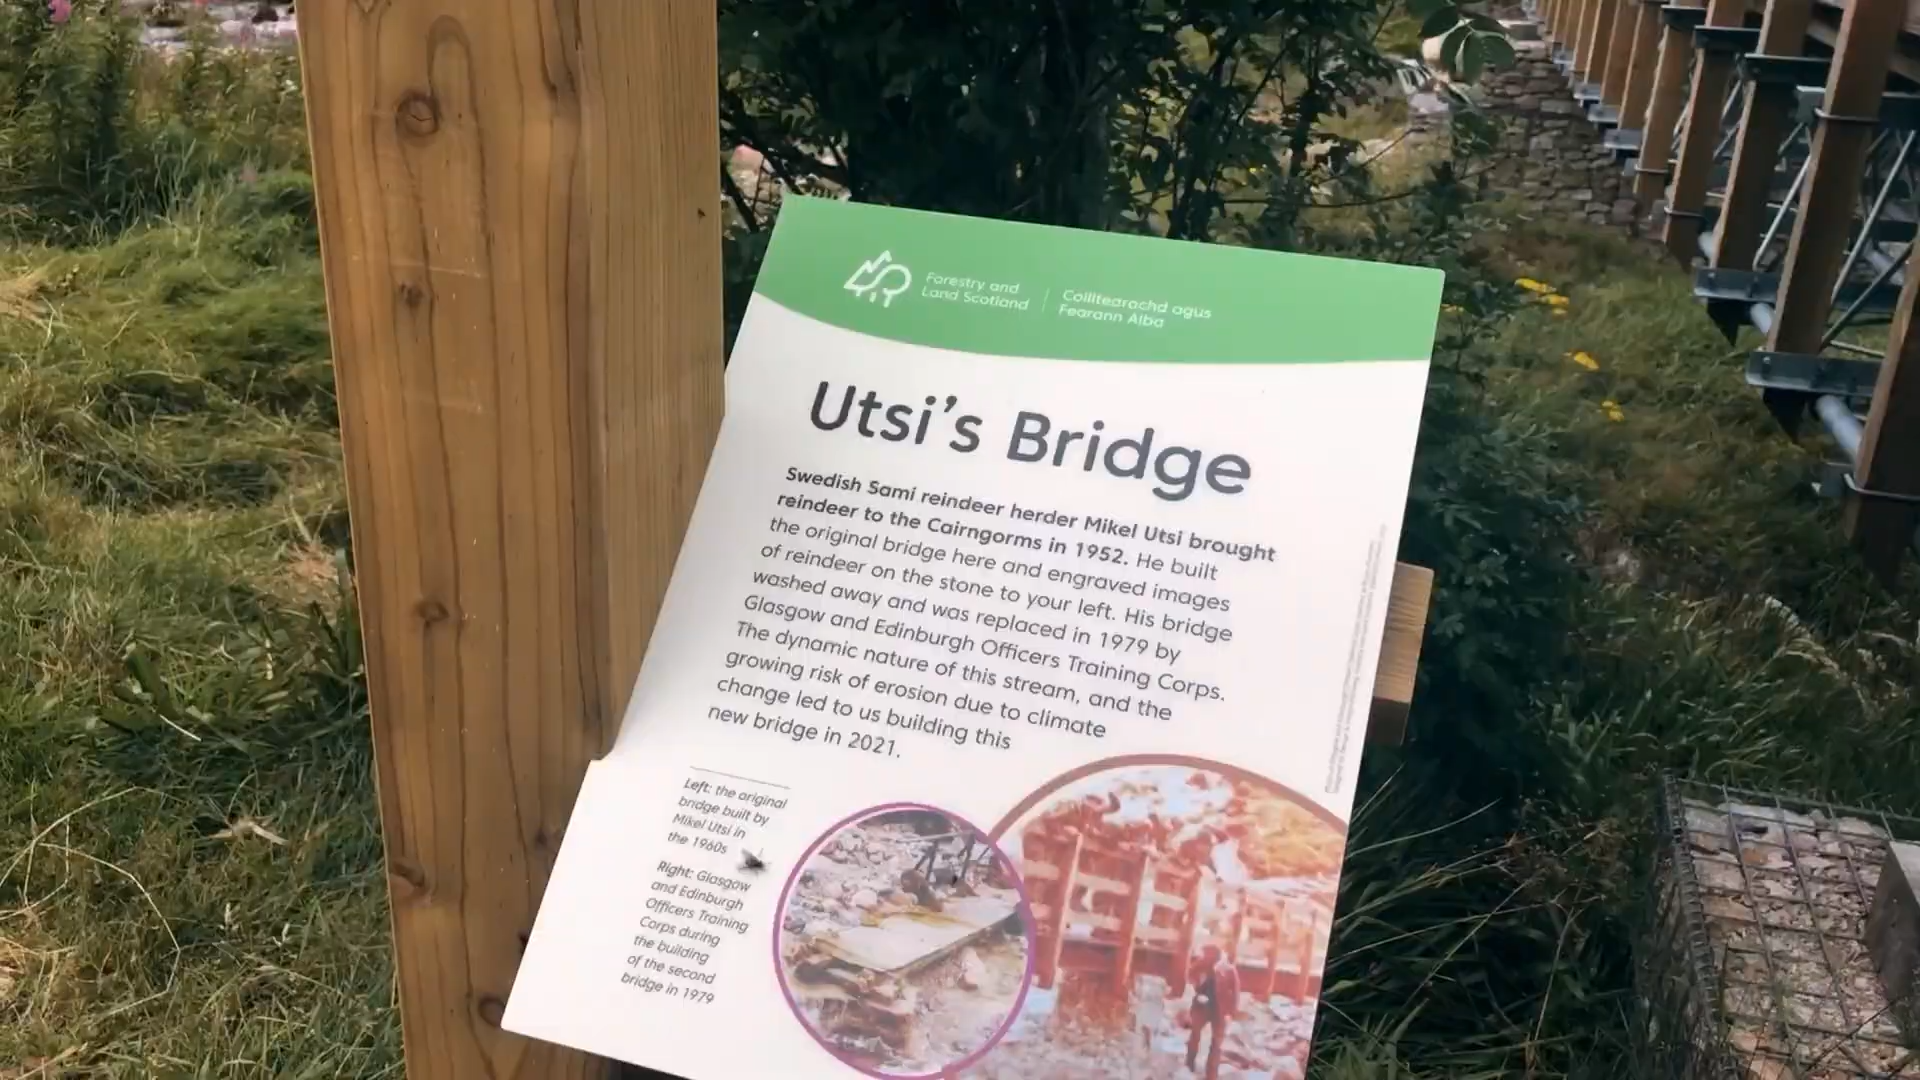 Forestry and
Land Scotland
Coilltearachd agus
Fearann Alba
Utsi's Bridge
Swedish Sami reindeer herder Mikel Utsi brought
reindeer to the Cairngorms in 1952. He built
the original bridge here and engraved images
of reindeer on the stone to your left. His bridge
washed away and was replaced in 1979 by
Glasgow and Edinburgh Officers Training Corps.
The dynamic nature of this stream, and the
growing risk of erosion due to climate
change led to us building this
new bridge in 2021.
Left: the original
bridge built by
Mikel Utsi in
the 1960s
Right: Glasgow
and Edinburgh
Officers Training
Corps during
the building
of the second
bridge in 1979